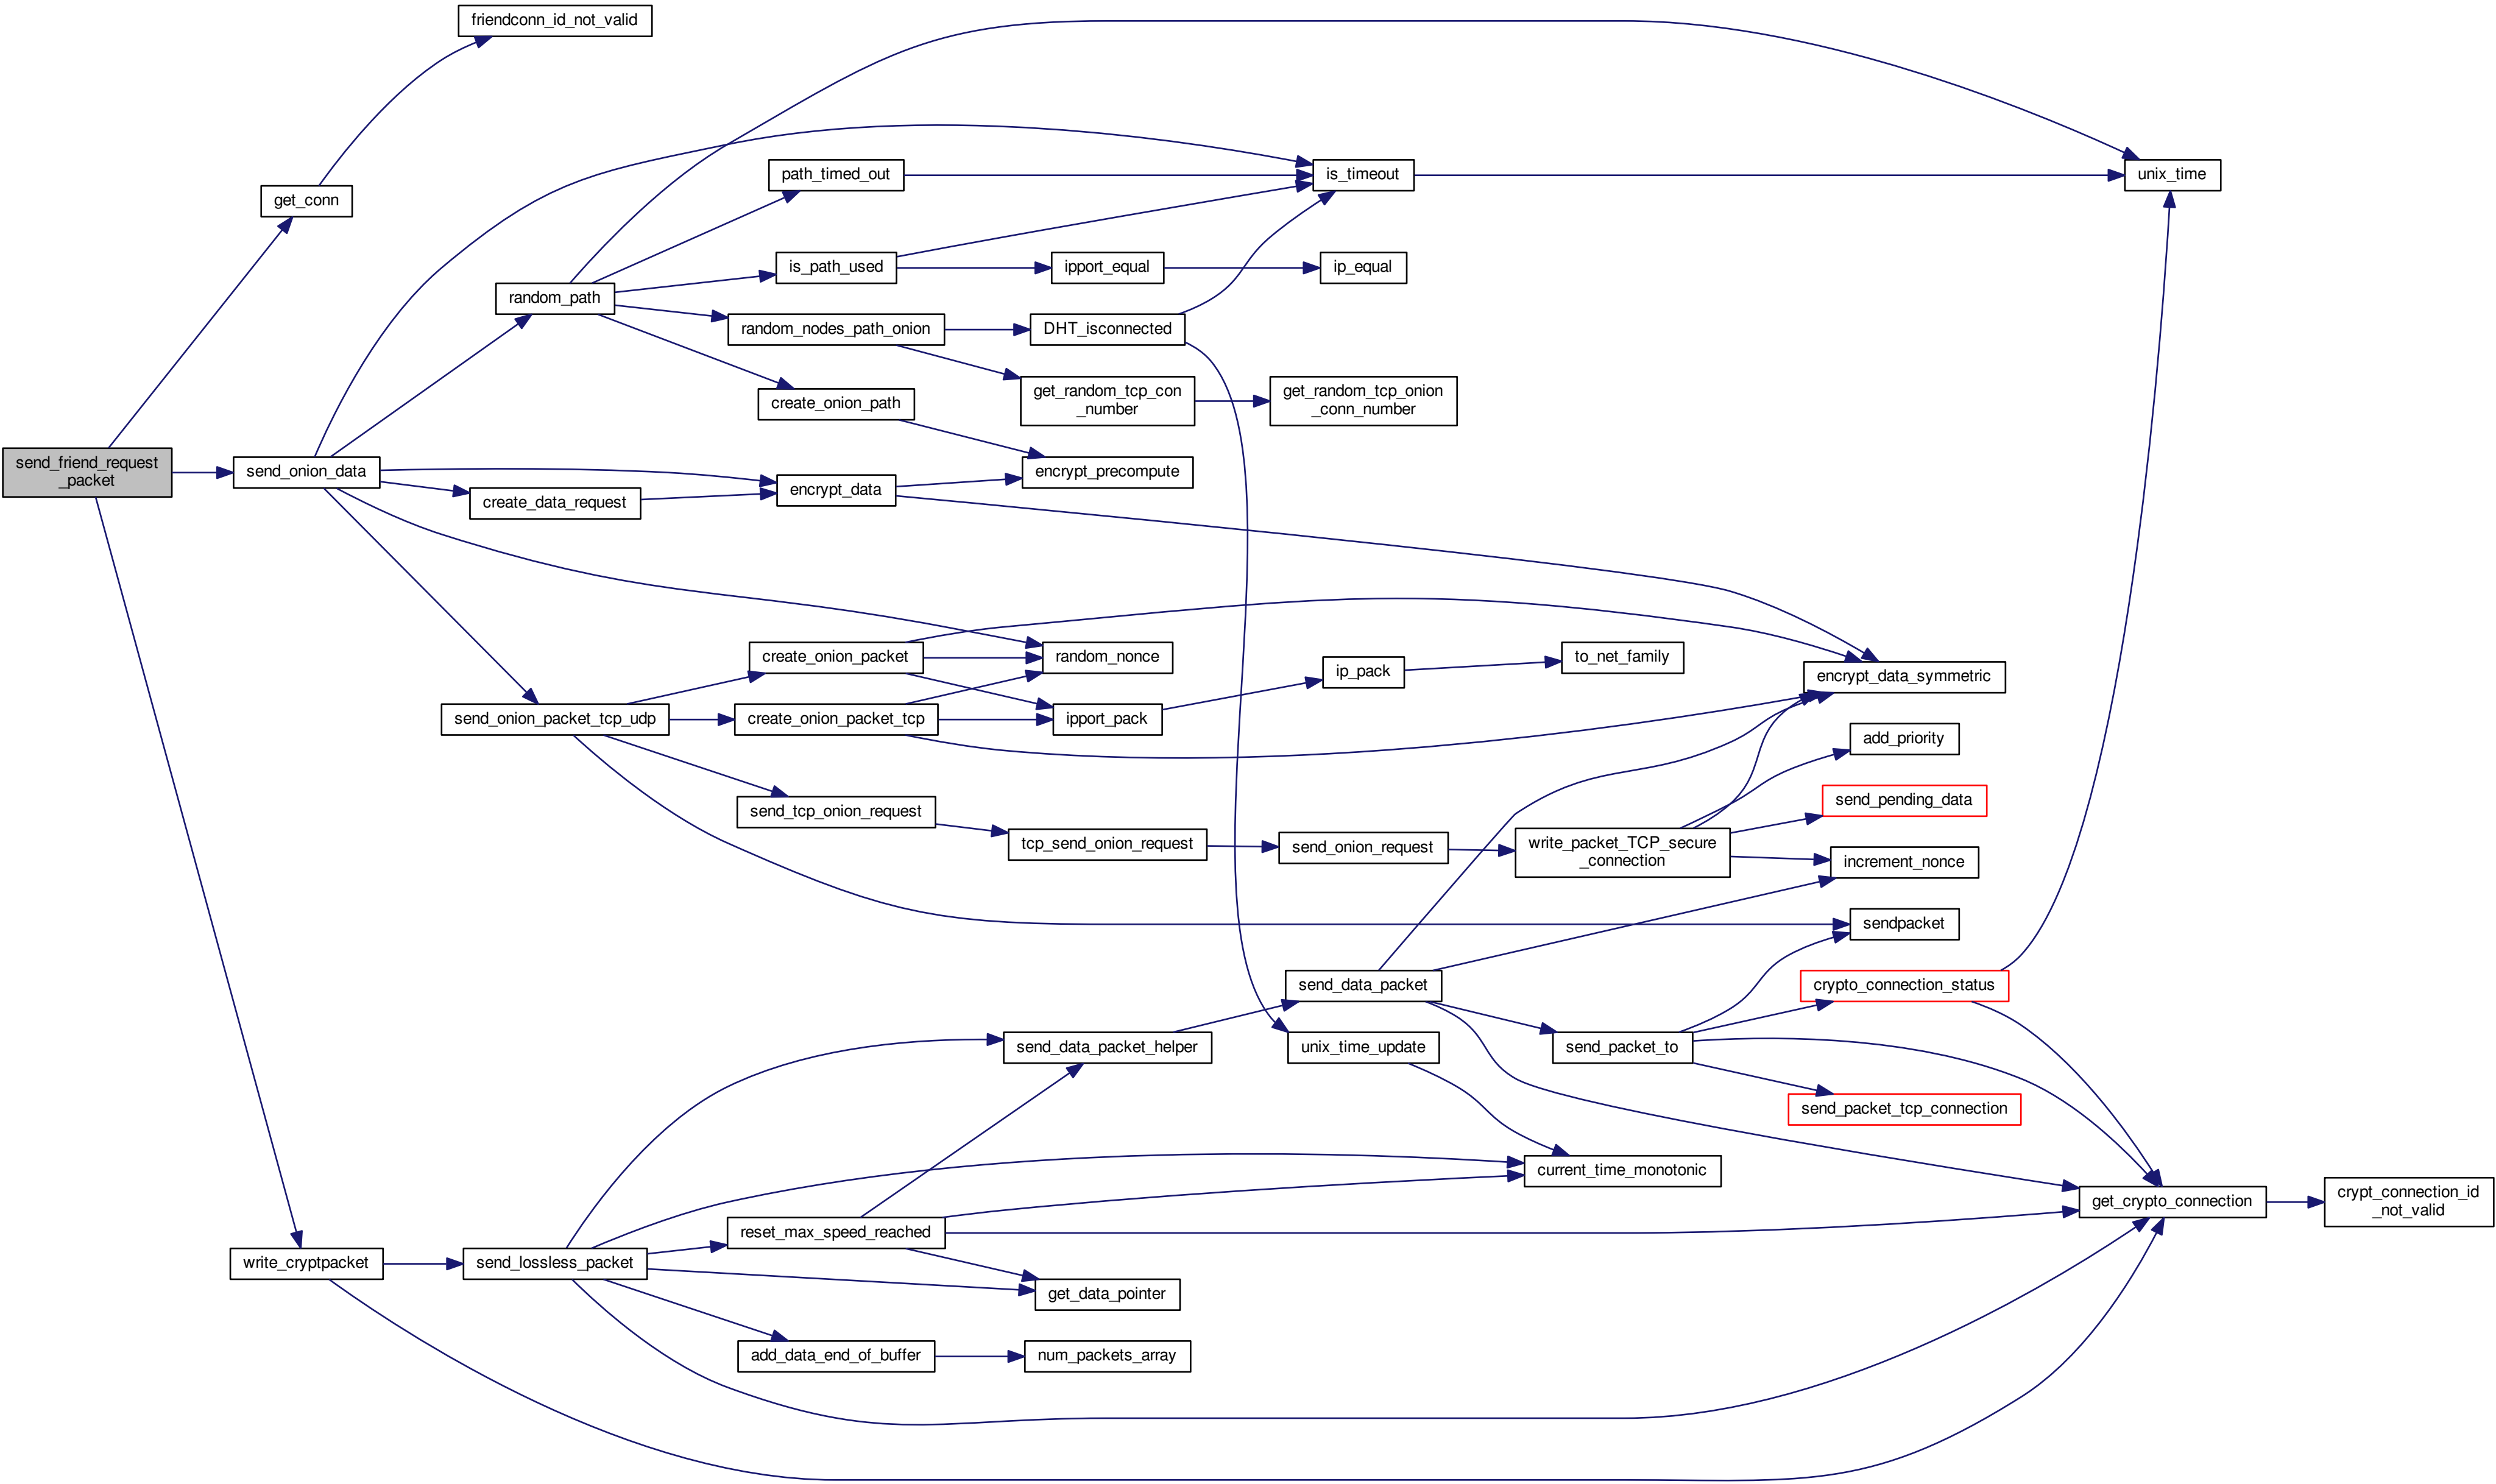 friendconn_id_not_valid
get_conn
path_timed_out
is_timeout
unix_time
random_path
is_path_used
ipport_equal
ip_equal
random_nodes_path_onion
DHT_isconnected
create_onion_path
get_random_tcp_con
_number
get_random_tcp_onion
_conn_number
send_friend_request
_packet
send_onion_data
create_data_request
encrypt_data
encrypt_precompute
create_onion_packet
random_nonce
ip_pack
to_net_family
encrypt_data_symmetric
send_onion_packet_tcp_udp
create_onion_packet_tcp
ipport_pack
add_priority
send_tcp_onion_request
tcp_send_onion_request
send_onion_request
write_packet_TCP_secure
_connection
send_pending_data
increment_nonce
sendpacket
send_data_packet
crypto_connection_status
send_data_packet_helper
unix_time_update
send_packet_to
send_packet_tcp_connection
current_time_monotonic
get_crypto_connection
crypt_connection_id
_not_valid
write_cryptpacket
send_lossless_packet
reset_max_speed_reached
get_data_pointer
add_data_end_of_buffer
num_packets_array